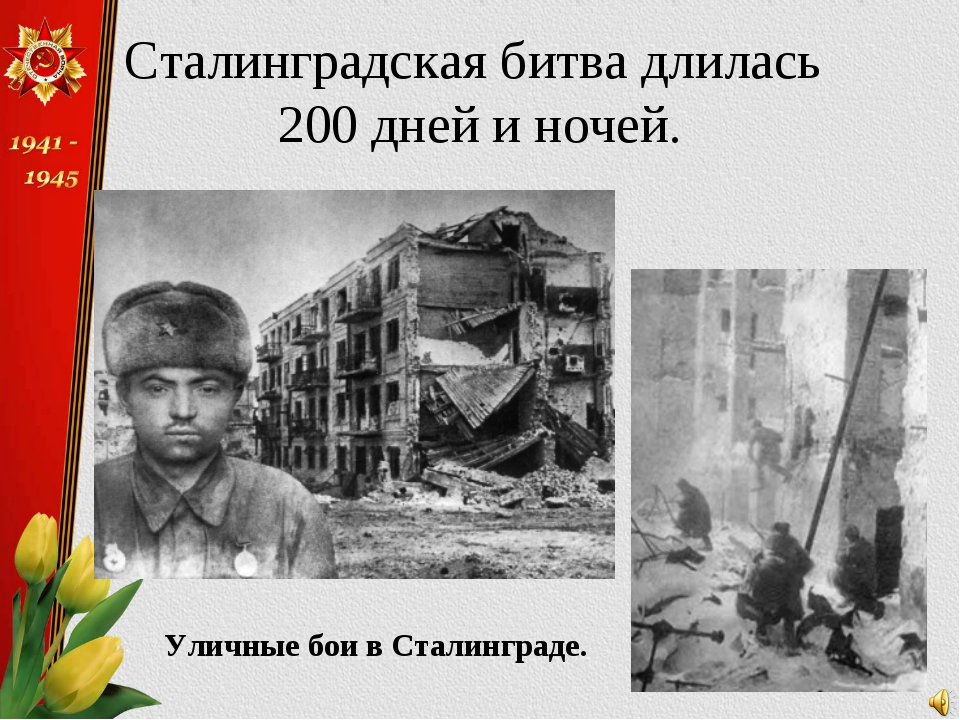 Сталинградская битва длилась
200 дней и ночей.
1941 -
1945
Уличные бои в Сталинграде.